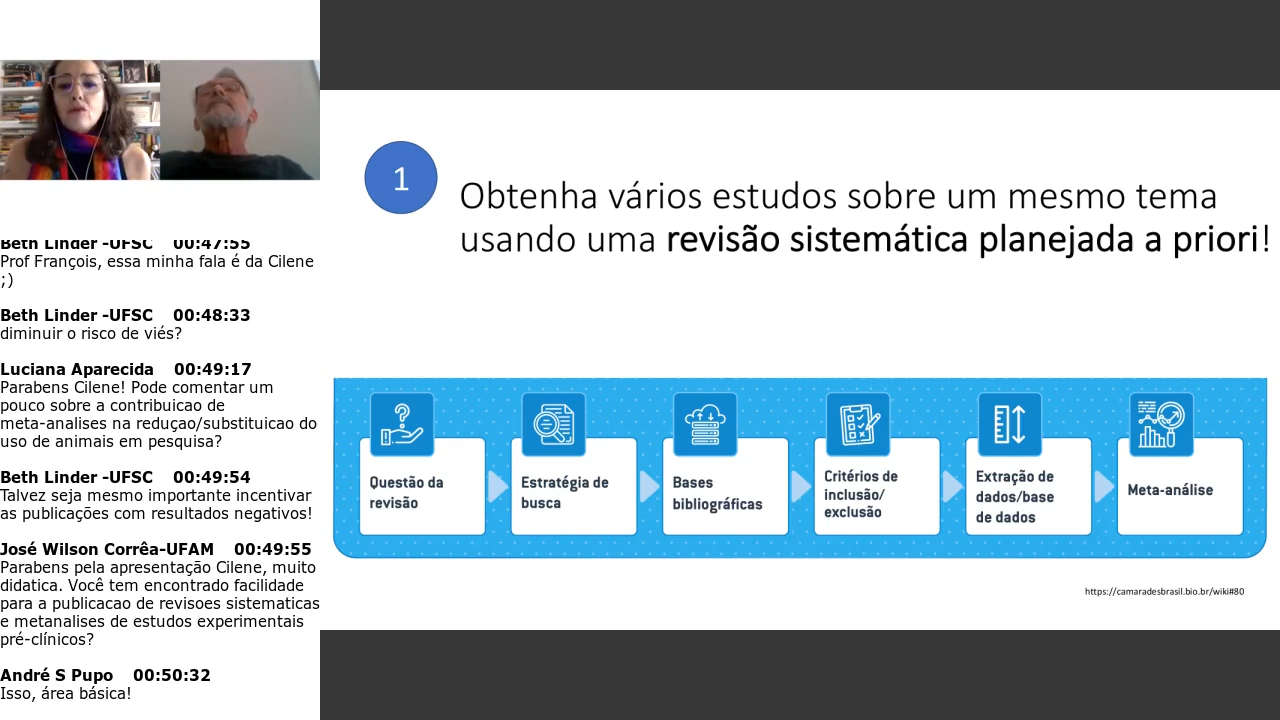 Beth Linder -UFSC 00:47:55
Prof François, essa minha fala é da Cilene
;)
Beth Linder -UFSC 00:48:33
diminuir o risco de viés?
Luciana Aparecida 00:49:17
Parabens Cilene! Pode comentar um
pouco sobre a contribuicao de
meta-analises na reduçao/substituicao do
uso de animais em pesquisa?
Beth Linder -UFSC 00:49:54
Talvez seja mesmo importante incentivar
as publicações com resultados negativos!
José Wilson Corrêa-UFAM 00:49:55
Parabens pela apresentação Cilene, muito
didatica. Você tem encontrado facilidade
para a publicacao de revisoes sistematicas
e metanalises de estudos experimentais
pré-clínicos?
André S Pupo 00:50:32
Isso, área básica!
1
Obtenha vários estudos sobre um mesmo tema
usando uma revisão sistemática planejada a priori!
Questão da
revisão
Estratégia de
busca
Bases
bibliográficas
Critérios de
inclusão/
exclusão
Extração de
dados/base
de dados
Meta-análise
https://camaradesbrasil.bio.br/wiki#80